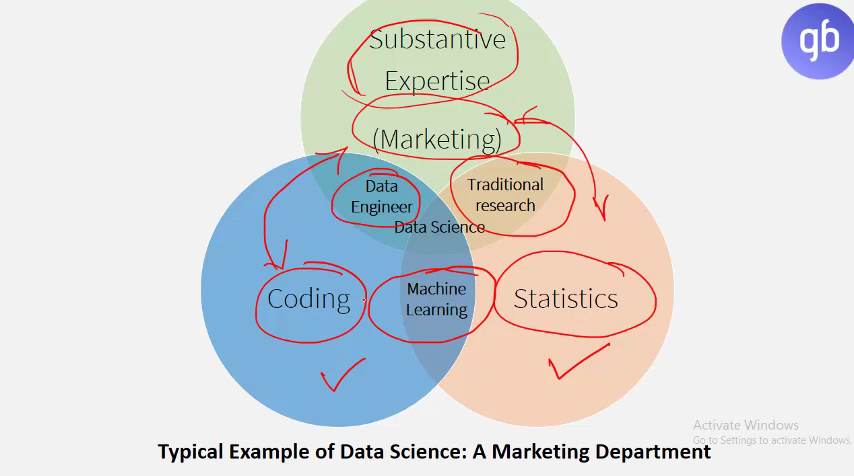 gb
Substantive
Expertise
(Marketing)
Data
Engineer
Traditional
research
Data Science
Coding
Machine
Learning
Statistics
Activate Windows
Go to Settings to activate Windows.
Typical Example of Data Science: A Marketing Department